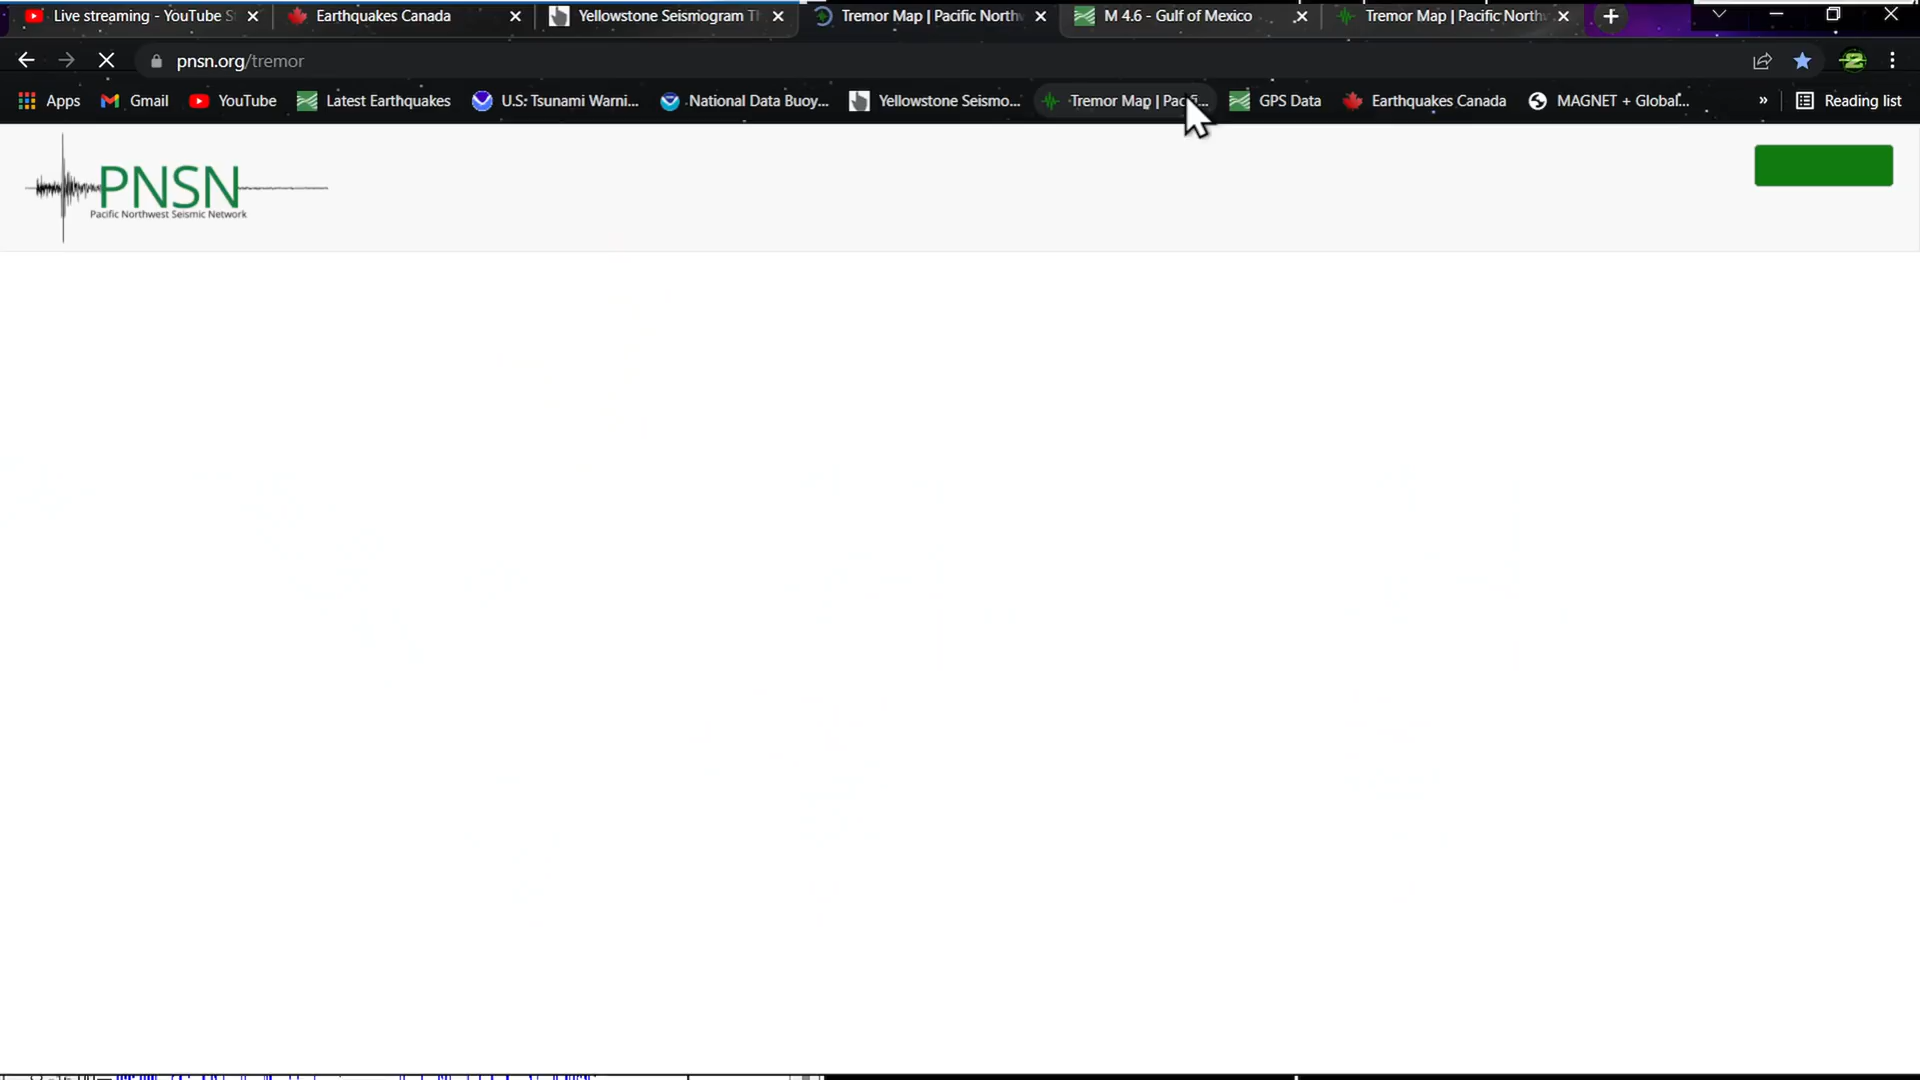 Live streaming - YouTube S
Earthquakes Canada
Yellowstone Seismogram Th
Tremor Map | Pacific North
M 4.6 - Gulf of Mexico
Tremor Map | Pacific North
pnsn.org/tremor
Apps
Gmail
YouTube
Latest Earthquakes
U.S: Tsunami Warni...
National Data Buoy...
Yellowstone Seismo...
Tremor Map | Pacifi...
GPS Data
Earthquakes Canada
MAGNET + Global...
»
Reading list
PNSN
Pacific Northwest Seismic Network